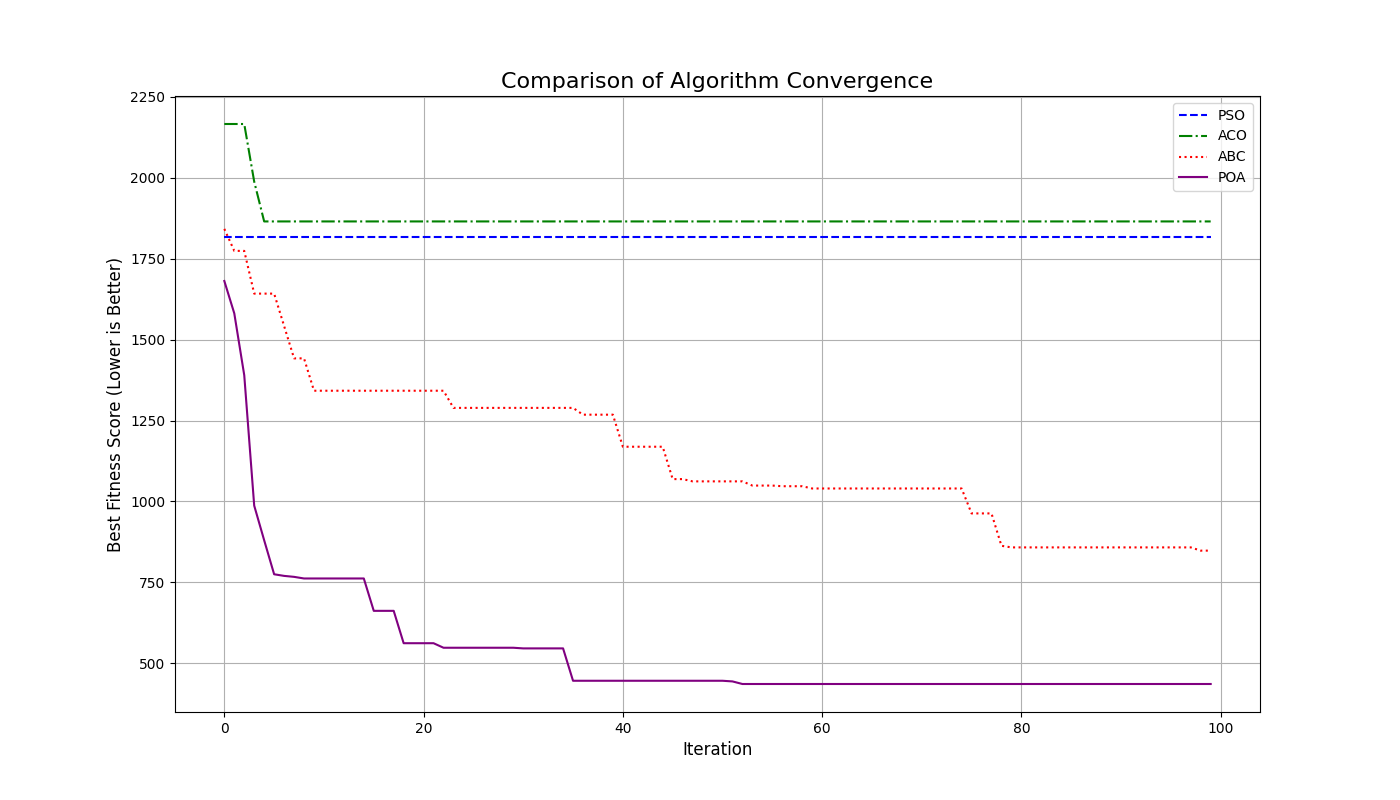 Comparison of Algorithm Convergence
Best Fitness Score (Lower is Better)
2250
2000
1750
1500
1250
1000
750
500
PSO
ACO
ABC
POA
0 20 40 60 80 100
Iteration